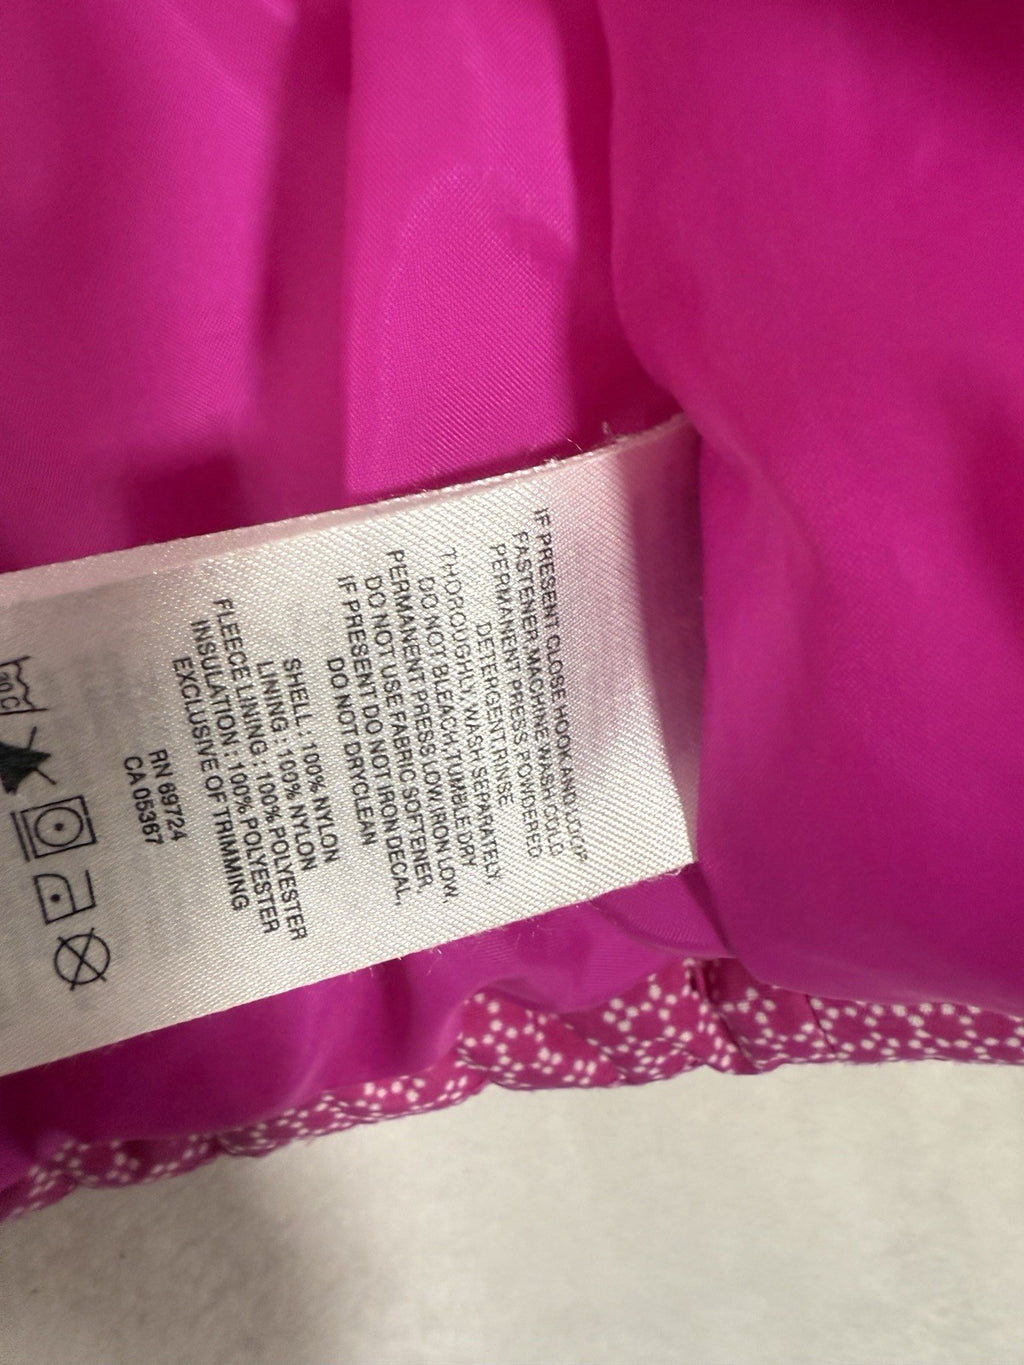 IF PRESENT CLOSE HOOK AND LOOP
FASTENER, MACHINE WASH COLD
PERMANENT PRESS, POWDERED
DETERGENT, RINSE
THOROUGHLY, WASH SEPARATELY,
DO NOT BLEACH, TUMBLE DRY
PERMANENT PRESS LOW, IRON LOW,
DO NOT USE FABRIC SOFTENER,
IF PRESENT DO NOT IRON DECAL,
DO NOT DRYCLEAN
SHELL : 100% NYLON
LINING : 100% NYLON
FLEECE LINING : 100% POLYESTER
INSULATION : 100% POLYESTER
EXCLUSIVE OF TRIMMING
RN 69724
CA 05367
30 C